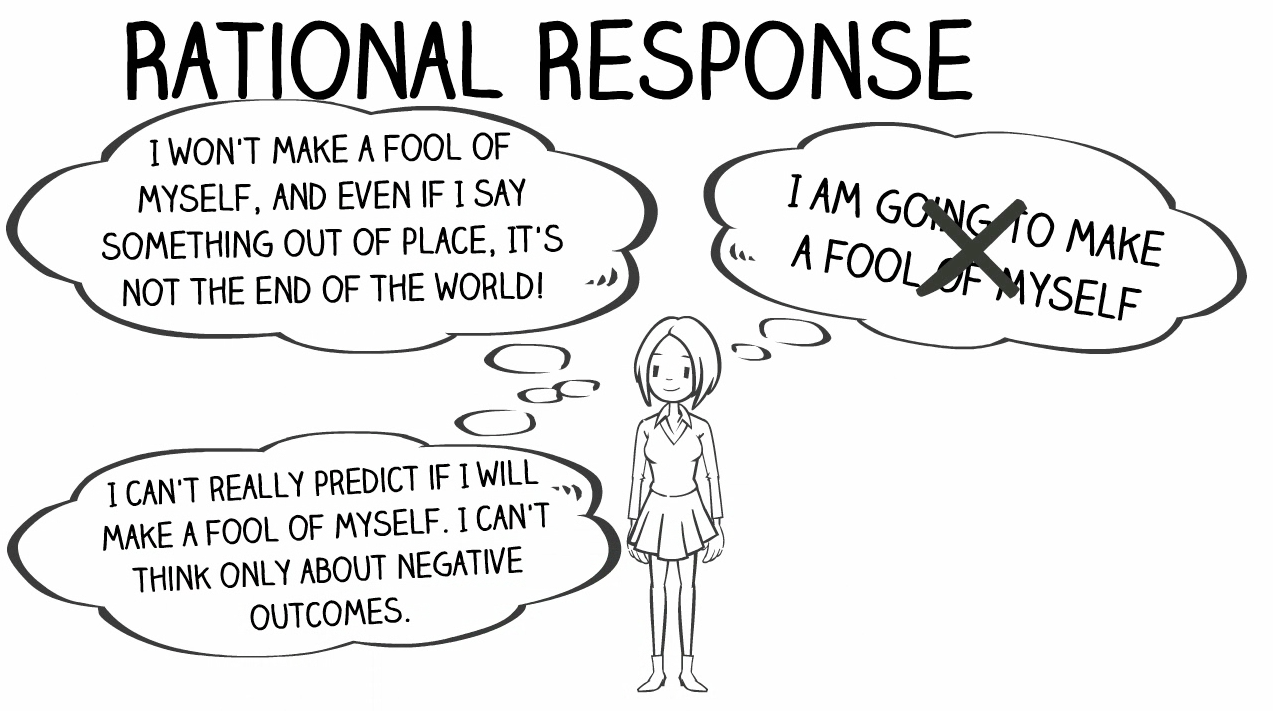 RATIONAL RESPONSE
I WON'T MAKE A FOOL OF
MYSELF, AND EVEN IF I SAY
SOMETHING OUT OF PLACE, IT'S
NOT THE END OF THE WORLD!
I AM GOING TO MAKE
A FOOL OF MYSELF
I CAN'T REALLY PREDICT IF I WILL
MAKE A FOOL OF MYSELF. I CAN'T
THINK ONLY ABOUT NEGATIVE
OUTCOMES.